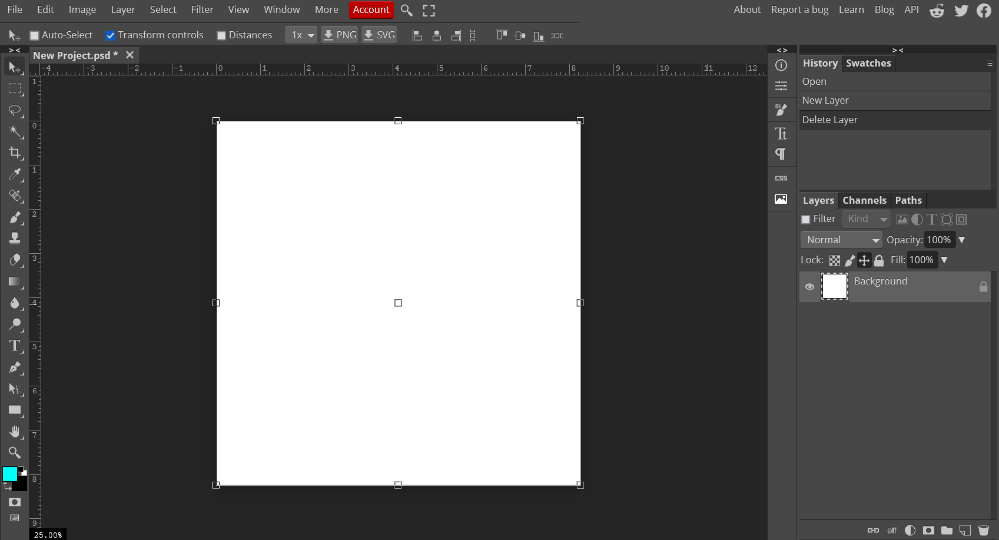 File Edit Image Layer Select Filter View Window More Account About Report a bug Learn Blog API
Auto-Select Transform controls Distances 1x PNG SVG
> < < > > <
New Project.psd *
History Swatches
-4 -3 -2 -1 0 1 2 3 4 5 6 7 8 9 10 11 12
1
0
1
2
3
4
5
6
7
8
9
Open
New Layer
Delete Layer
Tt
¶
CSS
Layers Channels Paths
Filter Kind T
Normal Opacity: 100%
Lock: Fill: 100%
Background
T
25.00%
eff